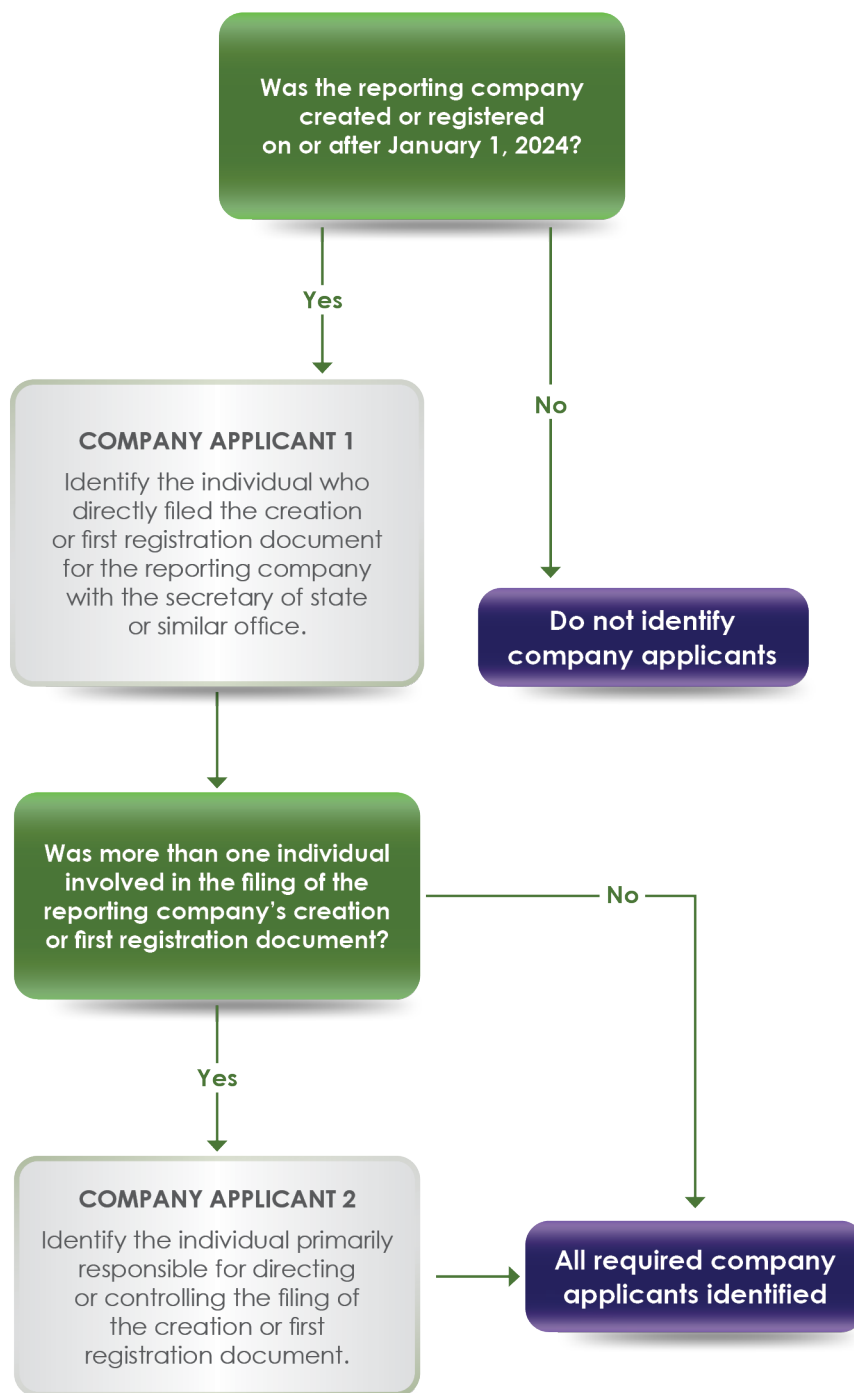 Was the reporting company
created or registered
on or after January 1, 2024?
Yes
No
COMPANY APPLICANT 1
Identify the individual who
directly filed the creation
or first registration document
for the reporting company
with the secretary of state
or similar office.
Do not identify
company applicants
Was more than one individual
involved in the filing of the
reporting company’s creation
or first registration document?
No
Yes
COMPANY APPLICANT 2
Identify the individual primarily
responsible for directing
or controlling the filing of
the creation or first
registration document.
All required company
applicants identified